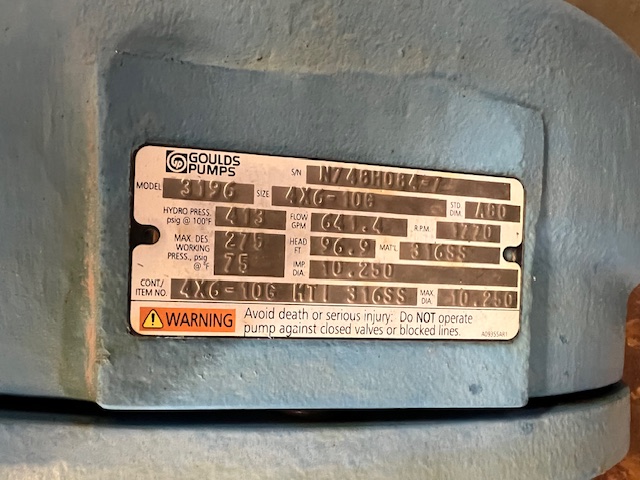 GP GOULDS PUMPS S/N N748H084-7
MODEL 3196 SIZE 4X6-10G STD. DIM. A80
HYDRO PRESS. psig @ 100°F 413 FLOW GPM 641.4 R.P.M. 1770
MAX. DES. WORKING PRESS., psig @ °F 275 75 HEAD FT. 96.9 MAT'L 316SS
IMP. DIA. 10.250
CONT./ ITEM NO. 4X6-10G MTI 316SS MAX. DIA. 10.250
WARNING Avoid death or serious injury: Do NOT operate
pump against closed valves or blocked lines.